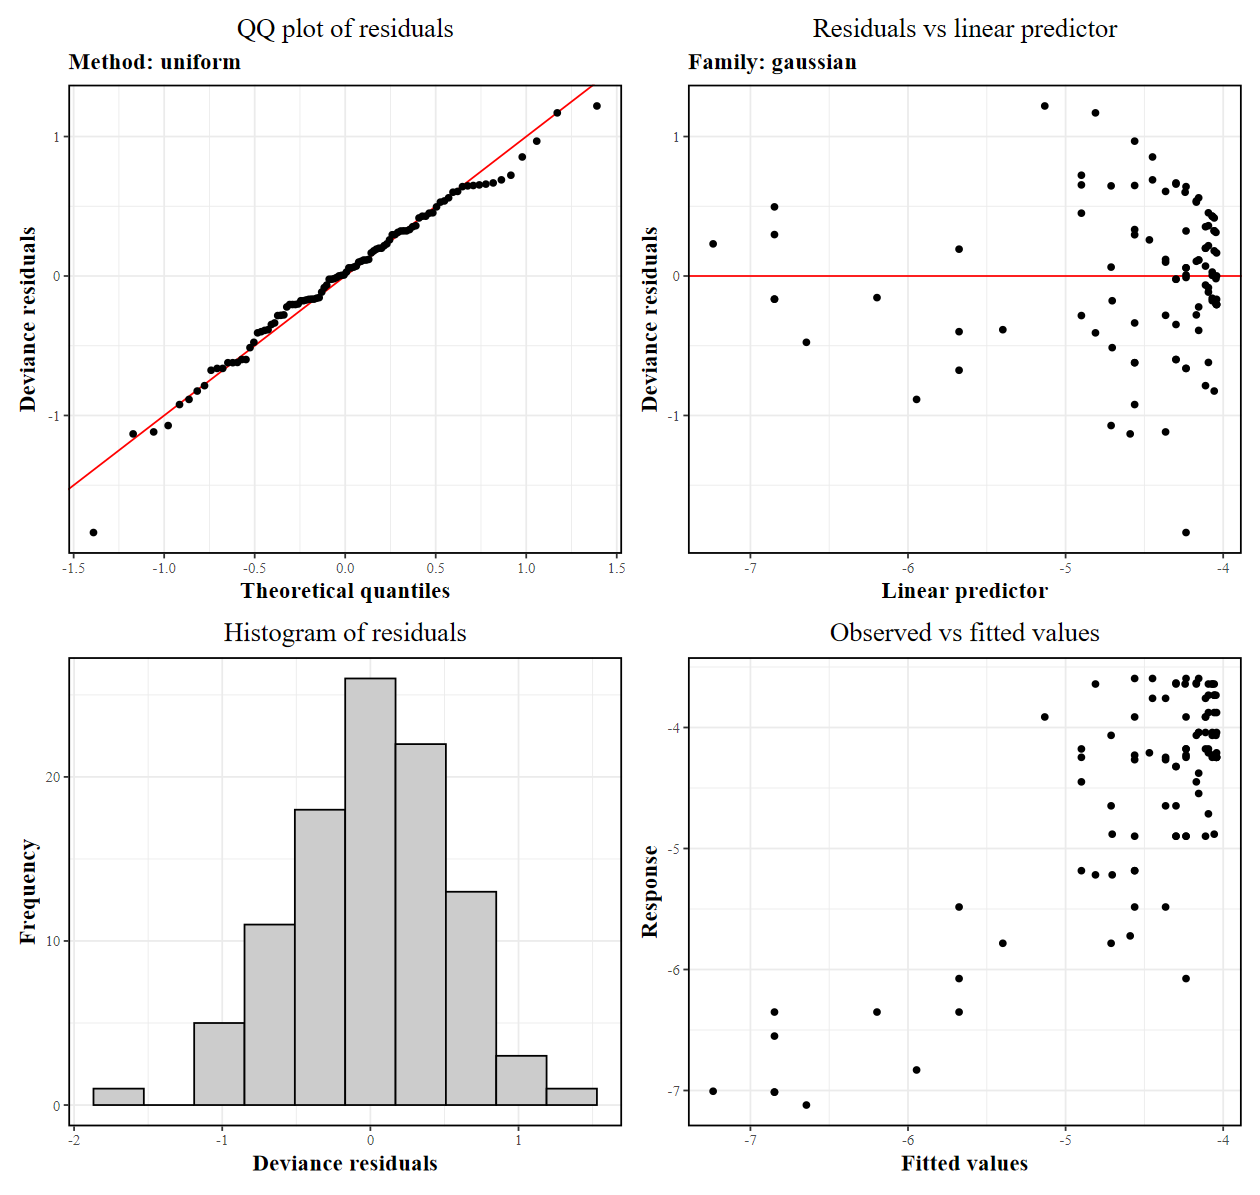 QQ plot of residuals
Method: uniform
Deviance residuals
1
0
-1
-1.5 -1.0 -0.5 0.0 0.5 1.0 1.5
Theoretical quantiles
Residuals vs linear predictor
Family: gaussian
Deviance residuals
1
0
-1
-7 -6 -5 -4
Linear predictor
Histogram of residuals
Frequency
20
10
0
-2 -1 0 1
Deviance residuals
Observed vs fitted values
Response
-4
-5
-6
-7
-7 -6 -5 -4
Fitted values